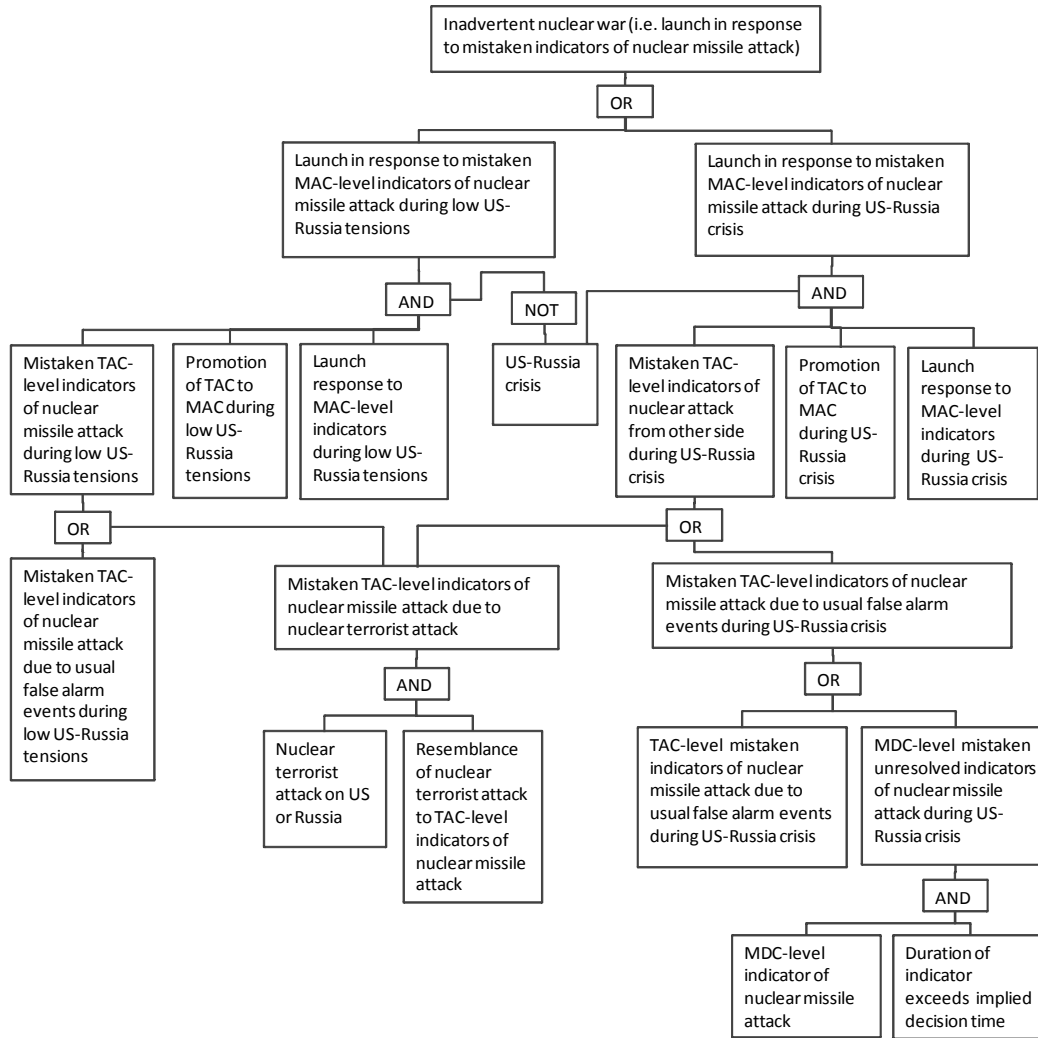 Inadvertent nuclear war (i.e. launch in response
to mistaken indicators of nuclear missile attack)
OR
Launch in response to mistaken
MAC-level indicators of nuclear
missile attack during low US-
Russia tensions
Launch in response to mistaken
MAC-level indicators of nuclear
missile attack during US-Russia
crisis
AND
NOT
AND
Mistaken TAC-
level indicators
of nuclear
missile attack
during low US-
Russia tensions
Promotion
of TAC to
MAC during
low US-
Russia
tensions
Launch
response to
MAC-level
indicators
during low US-
Russia tensions
US-Russia
crisis
Mistaken TAC-
level indicators of
nuclear attack
from other side
during US-Russia
crisis
Promotion
of TAC to
MAC
during US-
Russia
crisis
Launch
response to
MAC-level
indicators
during US-
Russia crisis
OR
OR
Mistaken TAC-
level indicators
of nuclear
missile attack
due to usual
false alarm
events during
low US-Russia
tensions
Mistaken TAC-level indicators of
nuclear missile attack due to
nuclear terrorist attack
Mistaken TAC-level indicators of nuclear
missile attack due to usual false alarm
events during US-Russia crisis
AND
OR
Nuclear
terrorist
attack on US
or Russia
Resemblance
of nuclear
terrorist attack
to TAC-level
indicators of
nuclear missile
attack
TAC-level mistaken
indicators of nuclear
missile attack due to
usual false alarm events
during US-Russia crisis
MDC-level mistaken
unresolved indicators
of nuclear missile
attack during US-
Russia crisis
AND
MDC-level
indicator of
nuclear missile
attack
Duration of
indicator
exceeds implied
decision time